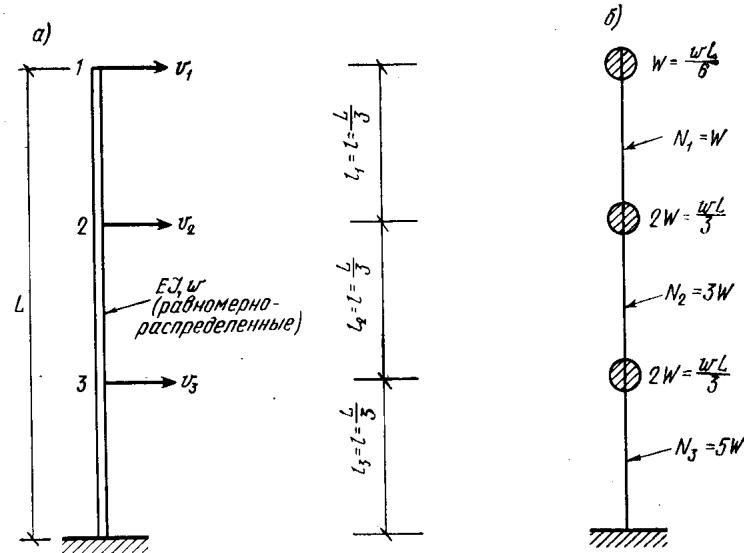 а)
1
v₁
2
v₂
EJ, w
(равномерно-
распределенные)
3
v₃
L
l₁ = l = L/3
l₂ = l = L/3
l₃ = l = L/3
б)
W = wL/6
N₁ = W
2W = wL/3
N₂ = 3W
2W = wL/3
N₃ = 5W